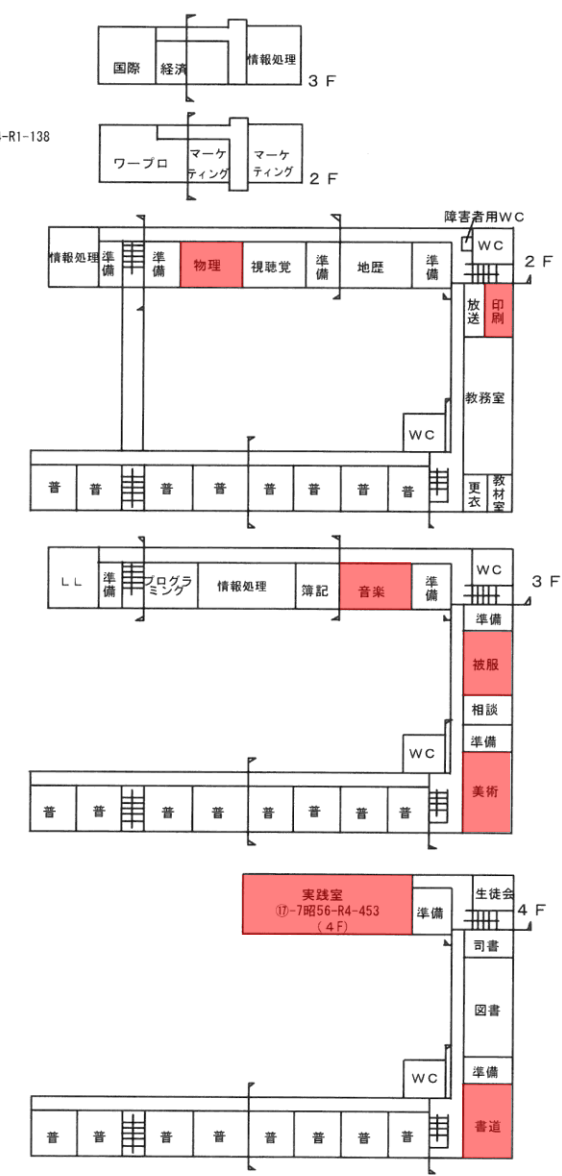 国際
経済
情報処理
3F
-R1-138
ワープロ
マーケ
ティング
マーケ
ティング
2F
障害者用WC
情報処理
準備
準備
物理
視聴覚
準備
地歴
準備
WC
2F
放送
印刷
教務室
WC
普
普
普
普
普
普
普
普
更衣
教材室
LL
準備
プログラ
ミング
情報処理
簿記
音楽
準備
WC
3F
準備
被服
相談
準備
WC
美術
普
普
普
普
普
普
普
普
実践室
⑰-7昭56-R4-453
(4F)
準備
生徒会
4F
司書
図書
準備
WC
書道
普
普
普
普
普
普
普
普